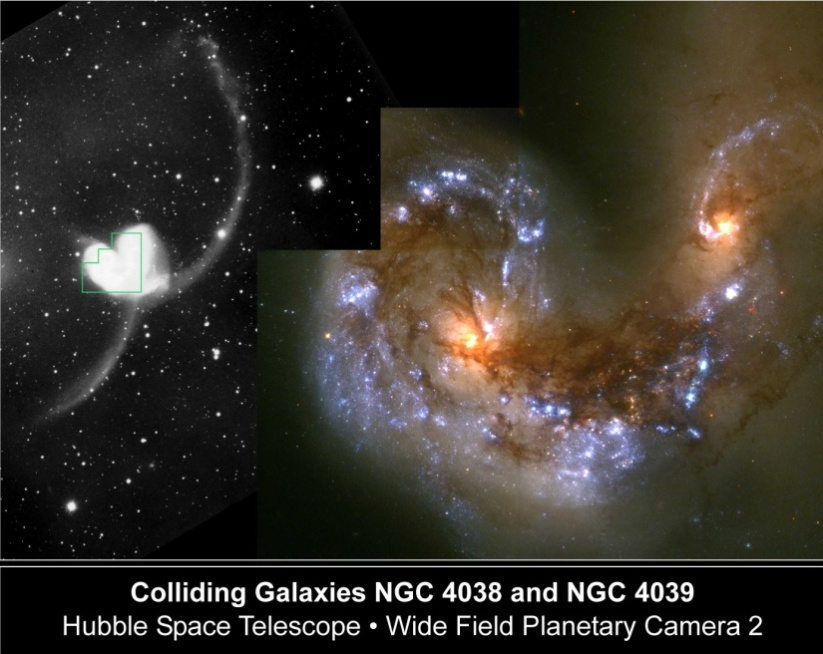 Colliding Galaxies NGC 4038 and NGC 4039
Hubble Space Telescope • Wide Field Planetary Camera 2